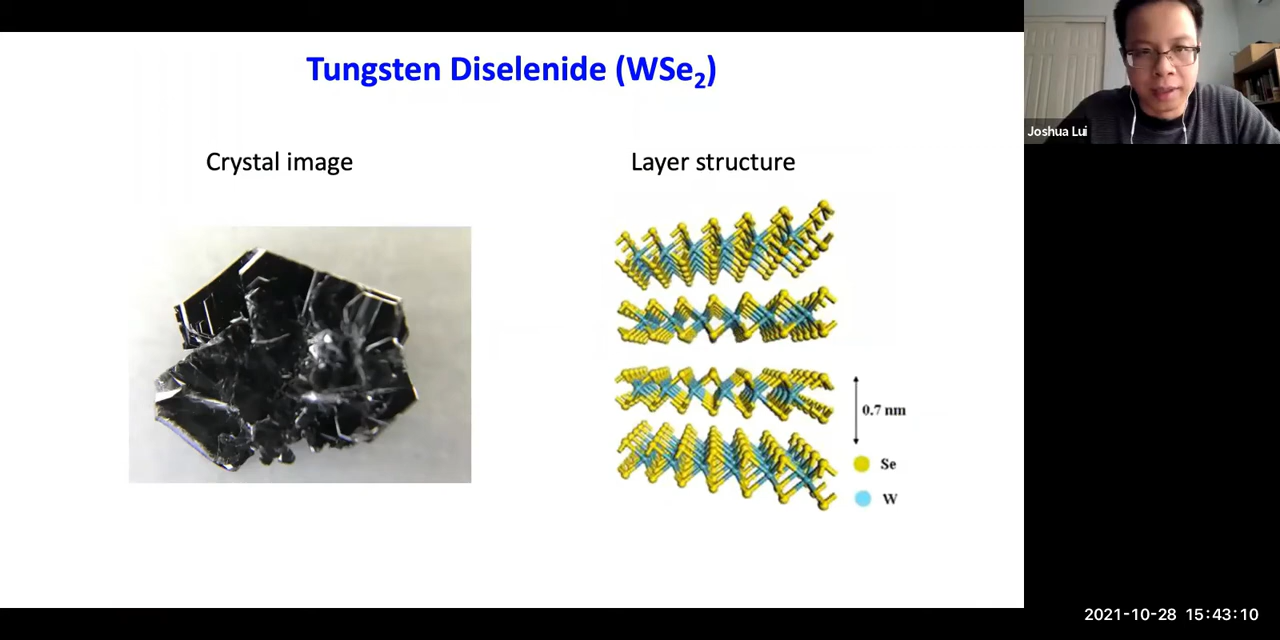 Tungsten Diselenide (WSe₂)
Crystal image
Layer structure
0.7 nm
Se
W
Joshua Lui
2021-10-28 15:43:10